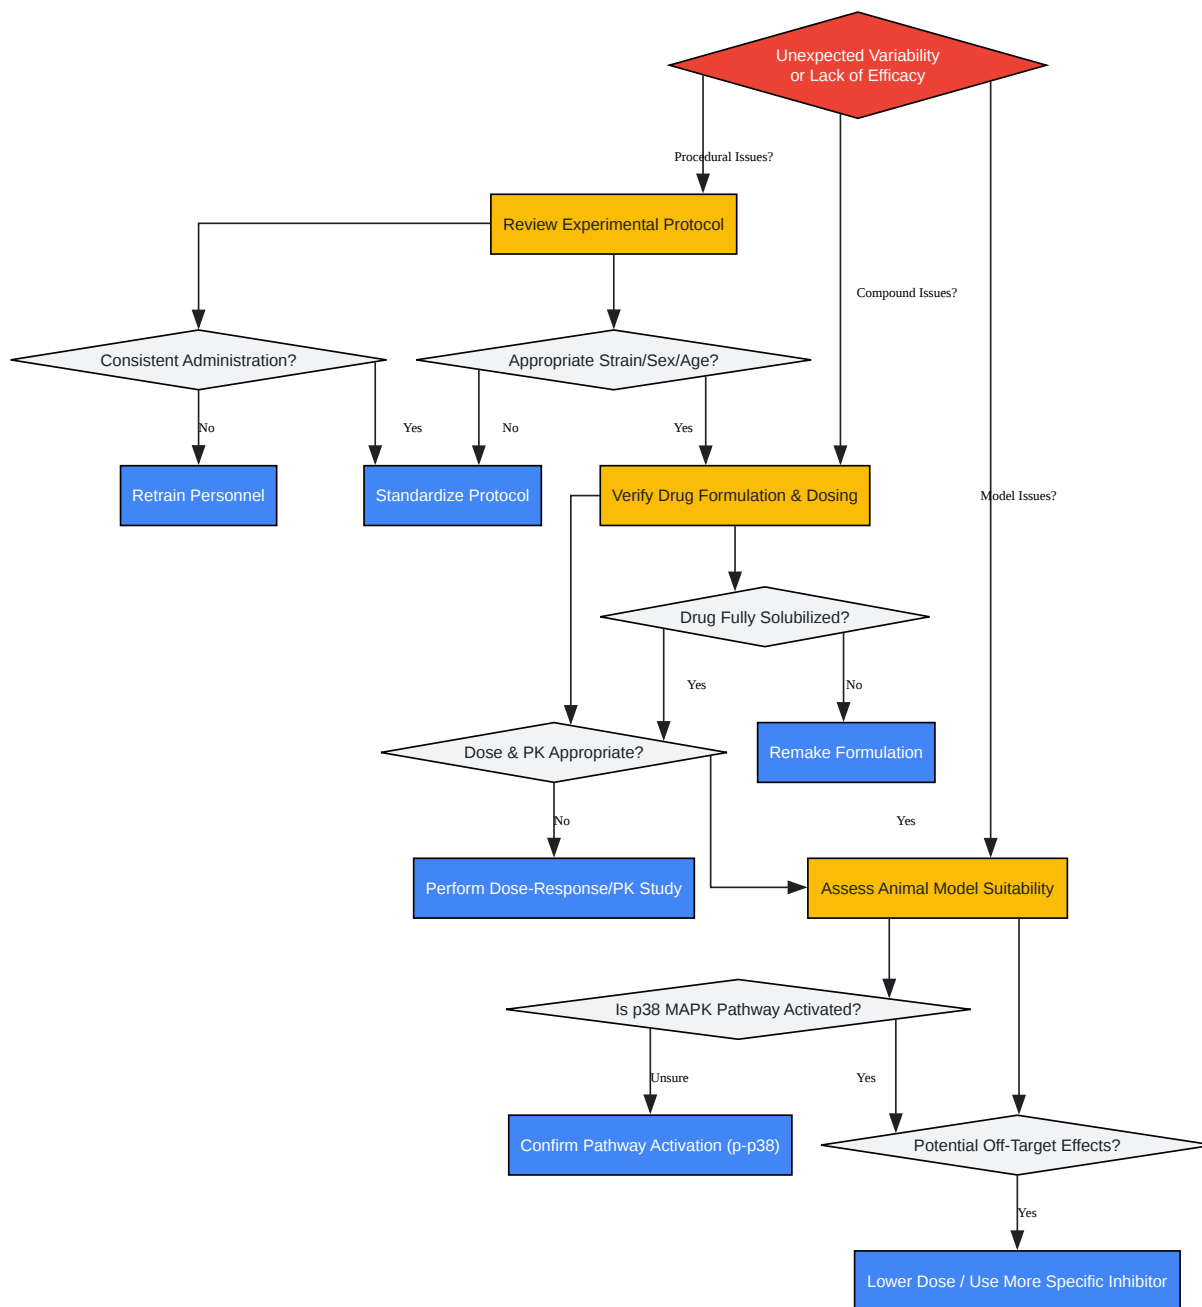 Unexpected Variability
or Lack of Efficacy
Procedural Issues?
Review Experimental Protocol
Compound Issues?
Consistent Administration?
Appropriate Strain/Sex/Age?
No
Yes
No
Yes
Retrain Personnel
Standardize Protocol
Verify Drug Formulation & Dosing
Model Issues?
Drug Fully Solubilized?
Yes
No
Dose & PK Appropriate?
Remake Formulation
No
Yes
Perform Dose-Response/PK Study
Assess Animal Model Suitability
Is p38 MAPK Pathway Activated?
Unsure
Yes
Confirm Pathway Activation (p-p38)
Potential Off-Target Effects?
Yes
Lower Dose / Use More Specific Inhibitor